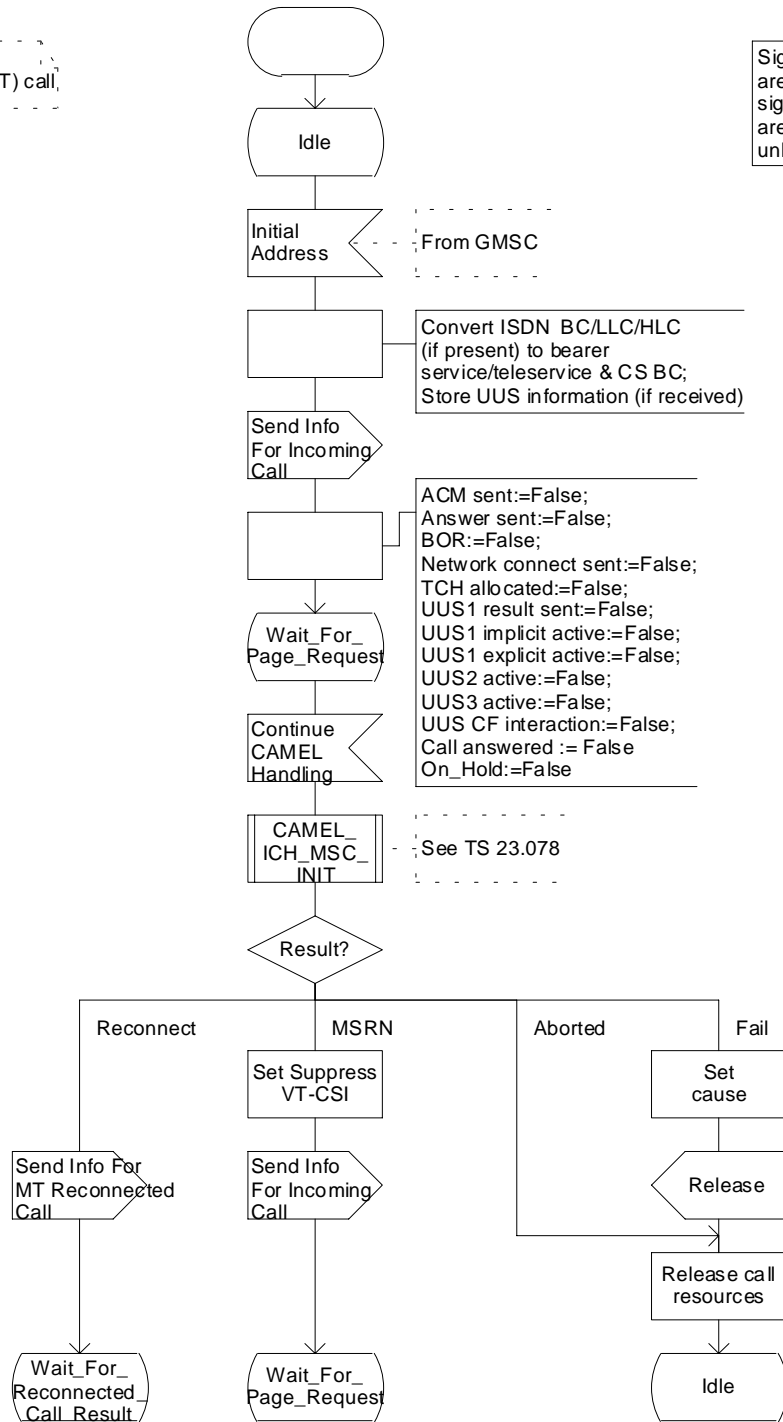 T) call
Sig
are
sig
are
unl
Idle
Initial
Address
From GMSC
Convert ISDN BC/LLC/HLC
(if present) to bearer
service/teleservice & CS BC;
Store UUS information (if received)
Send Info
For Incoming
Call
ACM sent:=False;
Answer sent:=False;
BOR:=False;
Network connect sent:=False;
TCH allocated:=False;
UUS1 result sent:=False;
UUS1 implicit active:=False;
UUS1 explicit active:=False;
UUS2 active:=False;
UUS3 active:=False;
UUS CF interaction:=False;
Call answered := False
On_Hold:=False
Wait_For_
Page_Request
Continue
CAMEL
Handling
CAMEL_
ICH_MSC_
INIT
See TS 23.078
Result?
Reconnect
MSRN
Aborted
Fail
Set Suppress
VT-CSI
Set
cause
Send Info For
MT Reconnected
Call
Send Info
For Incoming
Call
Release
Release call
resources
Wait_For_
Reconnected_
Call_Result
Wait_For_
Page_Request
Idle